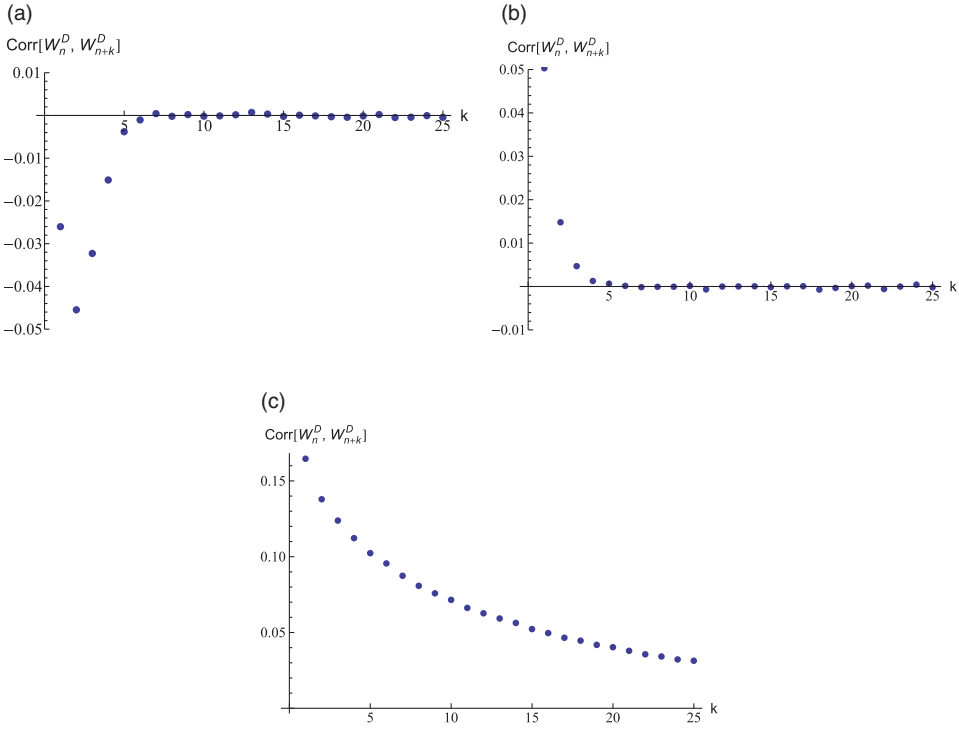 (a)
Corr[W_n^D, W_{n+k}^D]
0.01
5 10 15 20 25 k
−0.01
−0.02
−0.03
−0.04
−0.05
(b)
Corr[W_n^D, W_{n+k}^D]
0.05
0.04
0.03
0.02
0.01
5 10 15 20 25 k
−0.01
(c)
Corr[W_n^D, W_{n+k}^D]
0.15
0.10
0.05
5 10 15 20 25 k